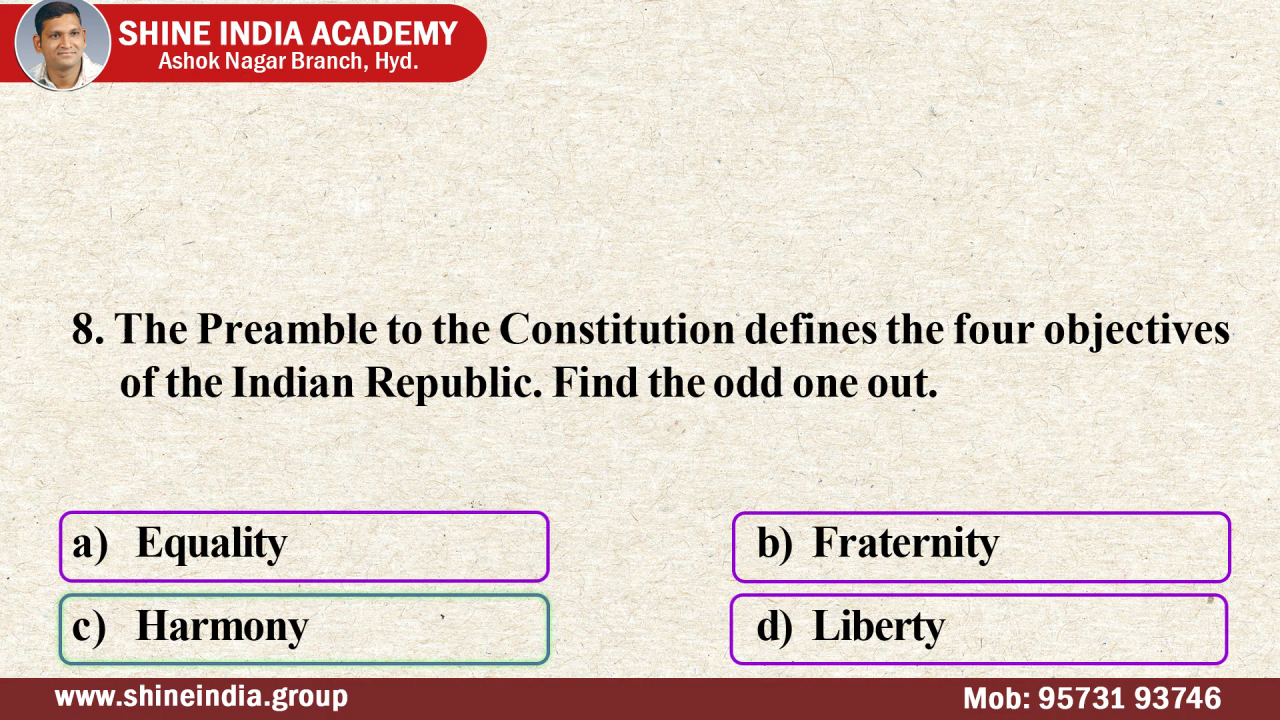 SHINE INDIA ACADEMY
Ashok Nagar Branch, Hyd.
8. The Preamble to the Constitution defines the four objectives
of the Indian Republic. Find the odd one out.
a) Equality
b) Fraternity
c) Harmony
d) Liberty
www.shineindia.group
Mob: 95731 93746